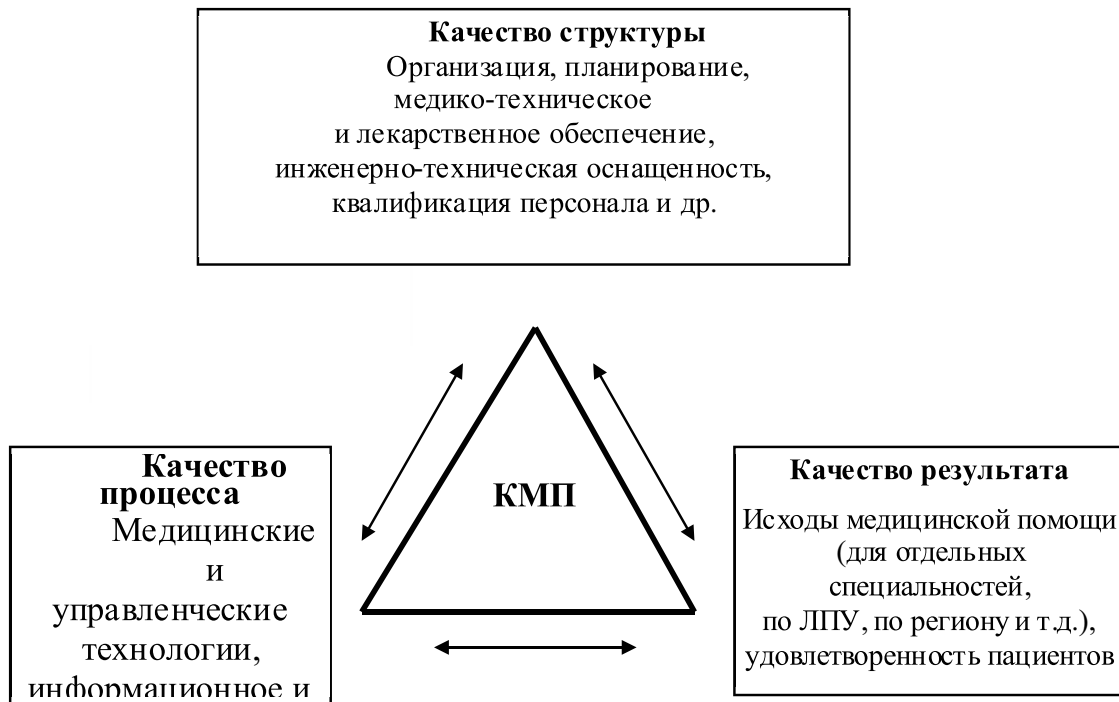 Качество структуры
Организация, планирование,
медико-техническое
и лекарственное обеспечение,
инженерно-техническая оснащенность,
квалификация персонала и др.
КМП
Качество
процесса
Медицинские
и
управленческие
технологии,
информационное и
Качество результата
Исходы медицинской помощи
(для отдельных
специальностей,
по ЛПУ, по региону и т.д.),
удовлетворенность пациентов